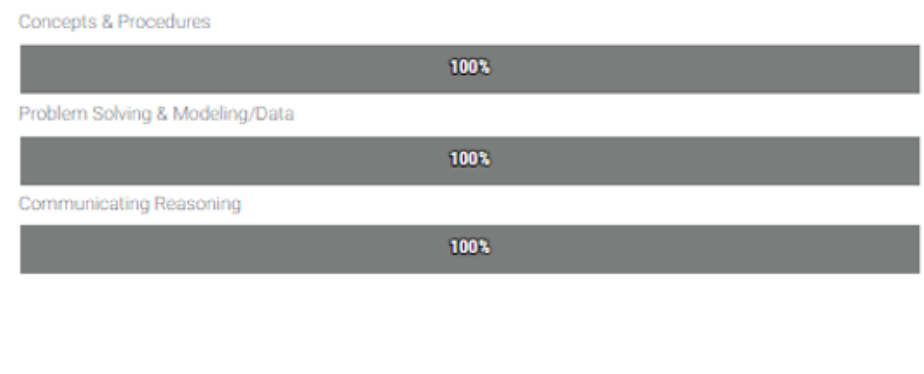 Concepts & Procedures
100%
Problem Solving & Modeling/Data
100%
Communicating Reasoning
100%